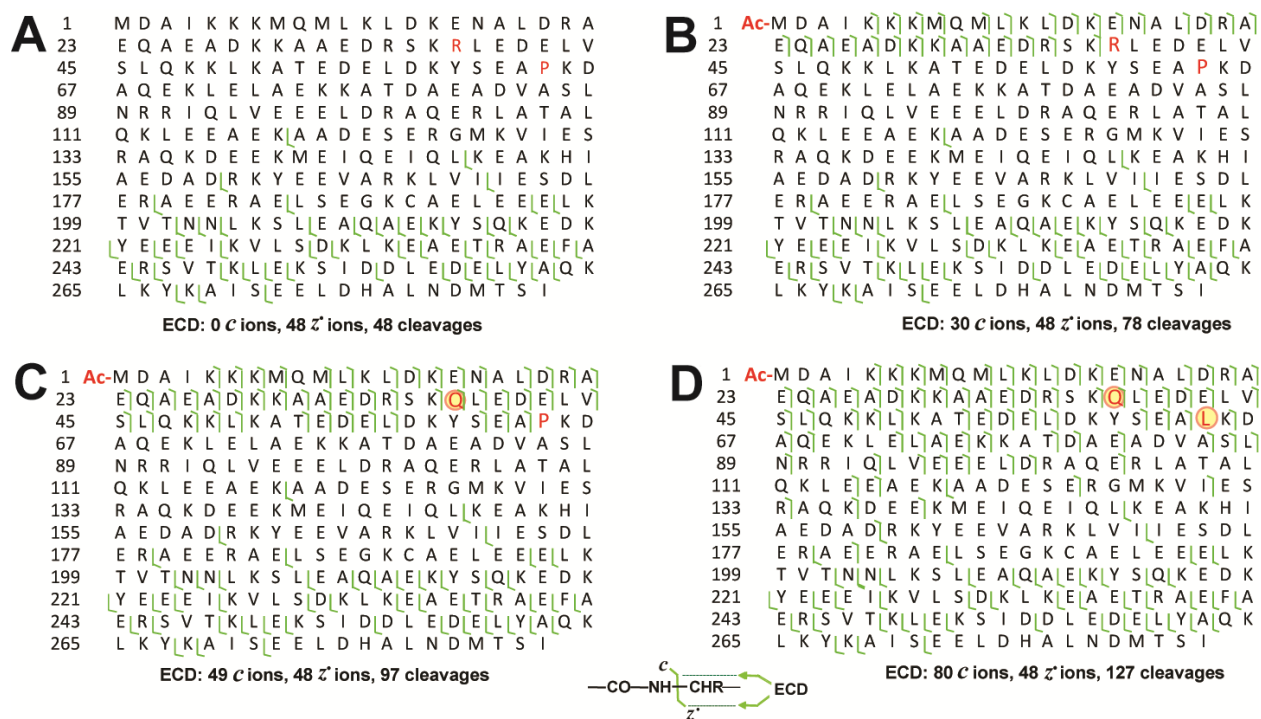 A
1 M D A I K K K M Q M L K L D K E N A L D R A
23 E Q A E A D K K A A E D R S K R L E D E L V
45 S L Q K K L K A T E D E L D K Y S E A P K D
67 A Q E K L E L A E K K A T D A E A D V A S L
89 N R R I Q L V E E E L D R A Q E R L A T A L
111 Q K L E E A E K A A D E S E R G M K V I E S
133 R A Q K D E E K M E I Q E I Q L K E A K H I
155 A E D A D R K Y E E V A R K L V I I E S D L
177 E R A E E R A E L S E G K C A E L E E E L K
199 T V T N N L K S L E A Q A E K Y S Q K E D K
221 Y E E E I K V L S D K L K E A E T R A E F A
243 E R S V T K L E K S I D D L E D E L Y A Q K
265 L K Y K A I S E E L D H A L N D M T S I
ECD: 0 c ions, 48 z• ions, 48 cleavages
B
1 Ac-M D A I K K K M Q M L K L D K E N A L D R A
23 E Q A E A D K K A A E D R S K R L E D E L V
45 S L Q K K L K A T E D E L D K Y S E A P K D
67 A Q E K L E L A E K K A T D A E A D V A S L
89 N R R I Q L V E E E L D R A Q E R L A T A L
111 Q K L E E A E K A A D E S E R G M K V I E S
133 R A Q K D E E K M E I Q E I Q L K E A K H I
155 A E D A D R K Y E E V A R K L V I I E S D L
177 E R A E E R A E L S E G K C A E L E E E L K
199 T V T N N L K S L E A Q A E K Y S Q K E D K
221 Y E E E I K V L S D K L K E A E T R A E F A
243 E R S V T K L E K S I D D L E D E L Y A Q K
265 L K Y K A I S E E L D H A L N D M T S I
ECD: 30 c ions, 48 z• ions, 78 cleavages
C
1 Ac-M D A I K K K M Q M L K L D K E N A L D R A
23 E Q A E A D K K A A E D R S K Q L E D E L V
45 S L Q K K L K A T E D E L D K Y S E A P K D
67 A Q E K L E L A E K K A T D A E A D V A S L
89 N R R I Q L V E E E L D R A Q E R L A T A L
111 Q K L E E A E K A A D E S E R G M K V I E S
133 R A Q K D E E K M E I Q E I Q L K E A K H I
155 A E D A D R K Y E E V A R K L V I I E S D L
177 E R A E E R A E L S E G K C A E L E E E L K
199 T V T N N L K S L E A Q A E K Y S Q K E D K
221 Y E E E I K V L S D K L K E A E T R A E F A
243 E R S V T K L E K S I D D L E D E L Y A Q K
265 L K Y K A I S E E L D H A L N D M T S I
ECD: 49 c ions, 48 z• ions, 97 cleavages
D
1 Ac-M D A I K K K M Q M L K L D K E N A L D R A
23 E Q A E A D K K A A E D R S K Q L E D E L V
45 S L Q K K L K A T E D E L D K Y S E A L K D
67 A Q E K L E L A E K K A T D A E A D V A S L
89 N R R I Q L V E E E L D R A Q E R L A T A L
111 Q K L E E A E K A A D E S E R G M K V I E S
133 R A Q K D E E K M E I Q E I Q L K E A K H I
155 A E D A D R K Y E E V A R K L V I I E S D L
177 E R A E E R A E L S E G K C A E L E E E L K
199 T V T N N L K S L E A Q A E K Y S Q K E D K
221 Y E E E I K V L S D K L K E A E T R A E F A
243 E R S V T K L E K S I D D L E D E L Y A Q K
265 L K Y K A I S E E L D H A L N D M T S I
ECD: 80 c ions, 48 z• ions, 127 cleavages
c
—CO—NH—CHR— ECD
z•